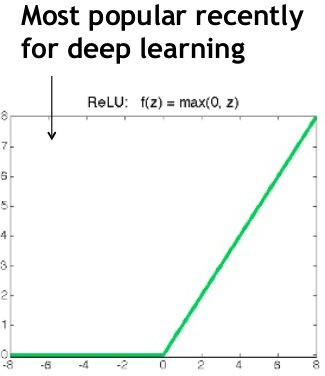 Most popular recently
for deep learning
ReLU: f(z) = max(0, z)
8
7
6
5
4
3
2
1
0
-8 -6 -4 -2 0 2 4 6 8